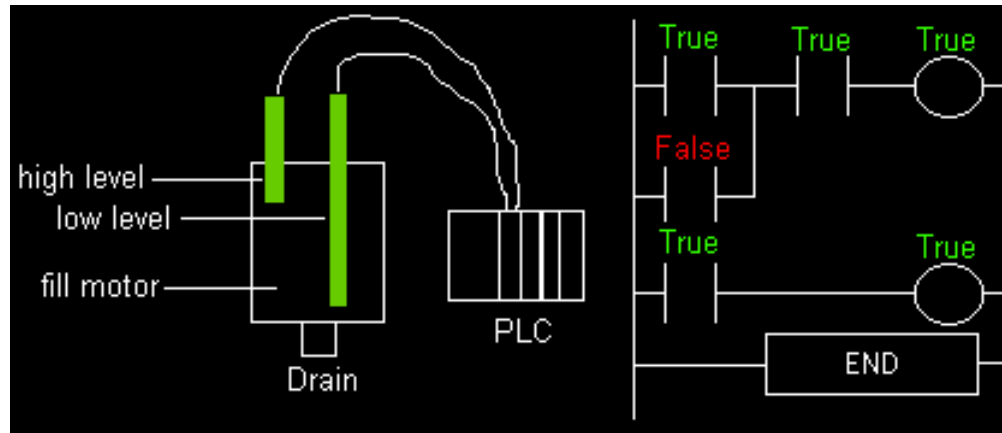 high level
low level
fill motor
Drain
PLC
True
True
True
False
True
True
END